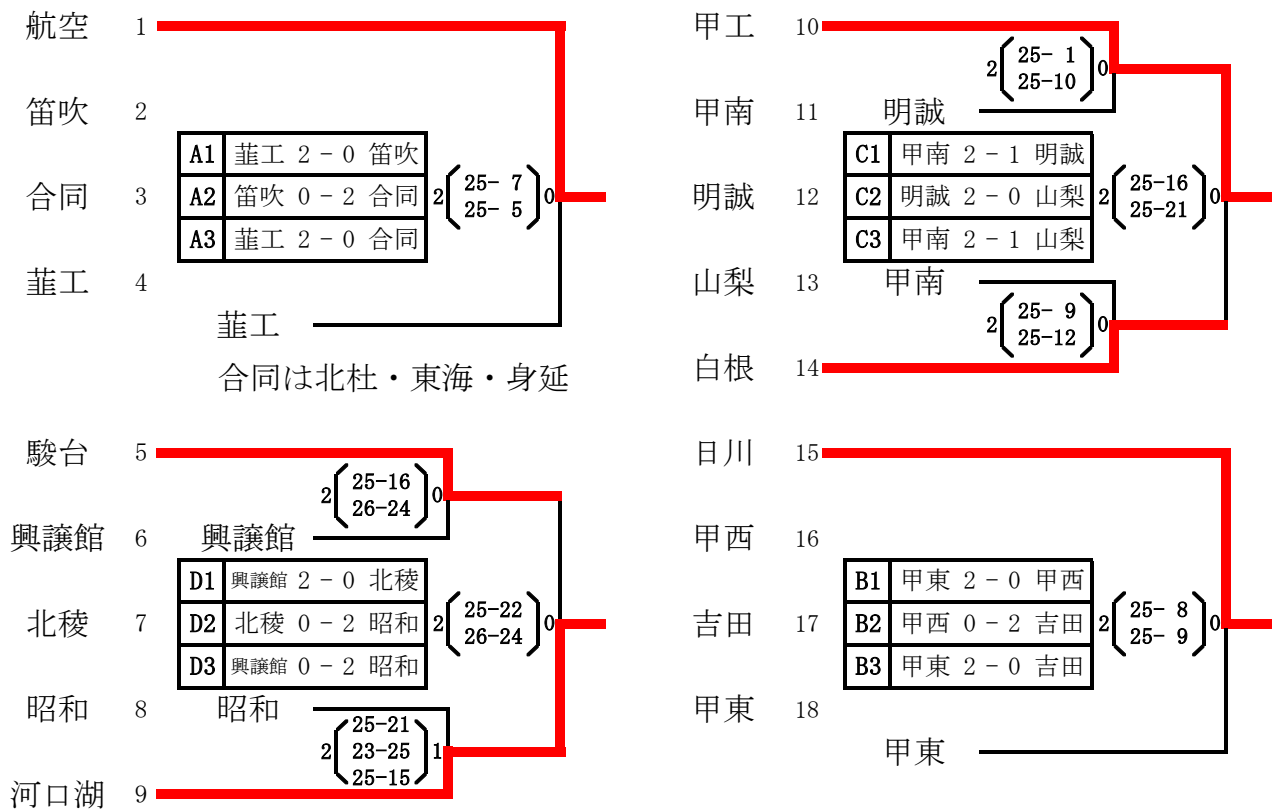 航空 1
笛吹 2
A1 韮工 2-0 笛吹
合同 3
A2 笛吹 0-2 合同
A3 韮工 2-0 合同
2 25- 7 0
25- 5
韮工 4
韮工
合同は北杜・東海・身延
甲工 10
2 25- 1 0
25-10
甲南 11
明誠
C1 甲南 2-1 明誠
明誠 12
C2 明誠 2-0 山梨
C3 甲南 2-1 山梨
2 25-16 0
25-21
山梨 13
甲南
2 25- 9 0
25-12
白根 14
駿台 5
2 25-16 0
26-24
興譲館 6
興譲館
D1 興譲館 2-0 北稜
北稜 7
D2 北稜 0-2 昭和
D3 興譲館 0-2 昭和
2 25-22 0
26-24
昭和 8
昭和
25-21
2 23-25 1
25-15
河口湖 9
日川 15
甲西 16
B1 甲東 2-0 甲西
吉田 17
B2 甲西 0-2 吉田
B3 甲東 2-0 吉田
2 25- 8 0
25- 9
甲東 18
甲東